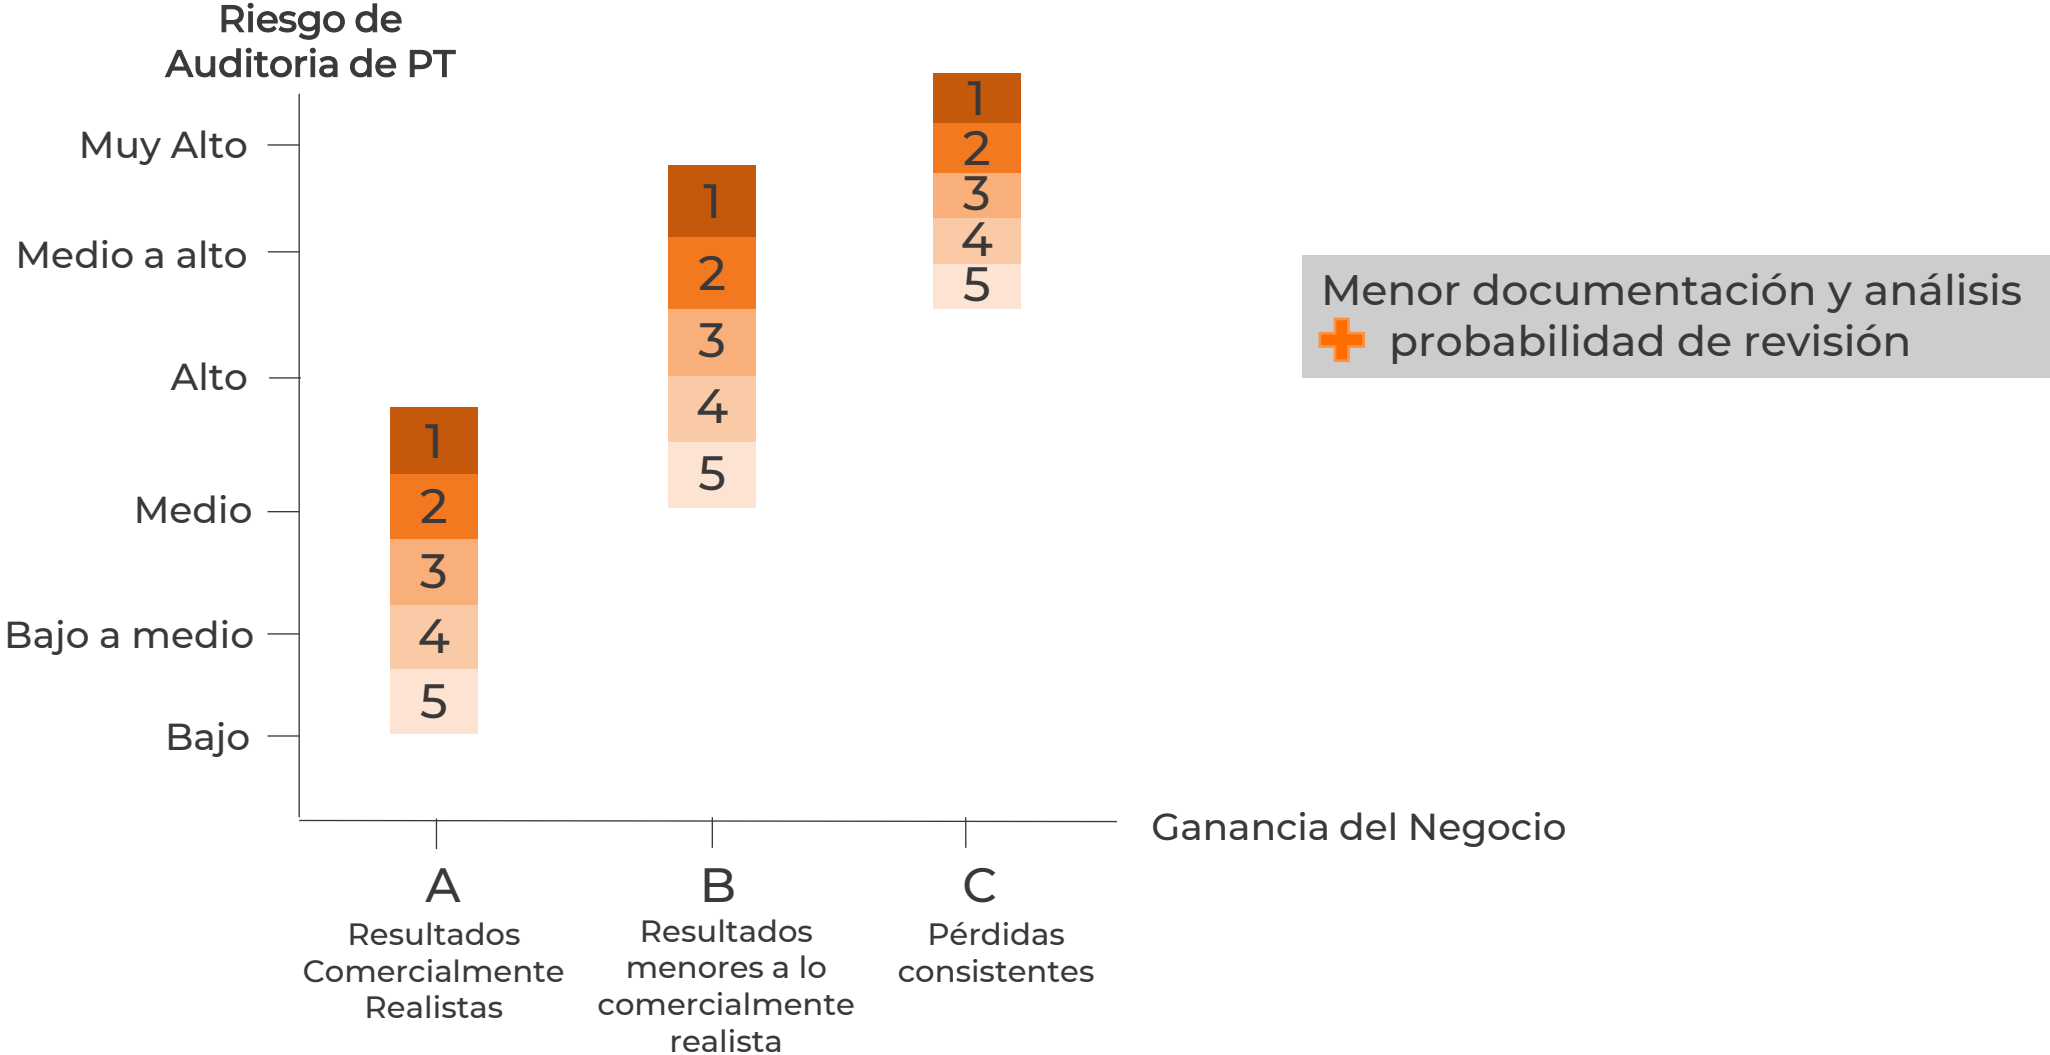 Riesgo de
Auditoria de PT
Muy Alto
Medio a alto
Alto
Medio
Bajo a medio
Bajo
1
2
3
4
5
1
2
3
4
5
1
2
3
4
5
Menor documentación y análisis
probabilidad de revisión
Ganancia del Negocio
A
Resultados
Comercialmente
Realistas
B
Resultados
menores a lo
comercialmente
realista
C
Pérdidas
consistentes